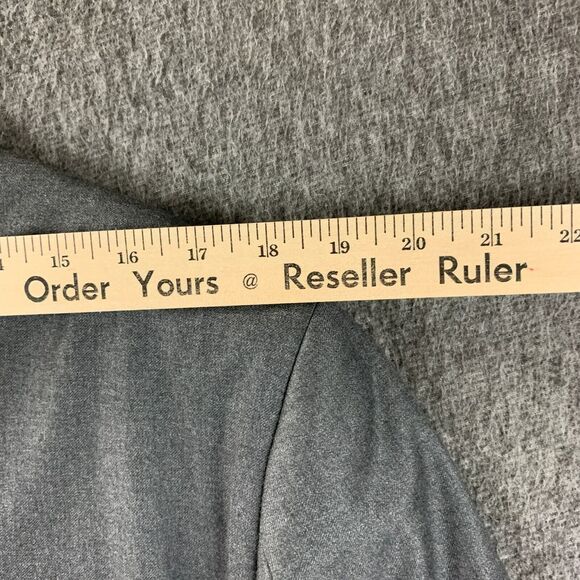 15 16 17 18 19 20 21 22
Order Yours @ Reseller Ruler